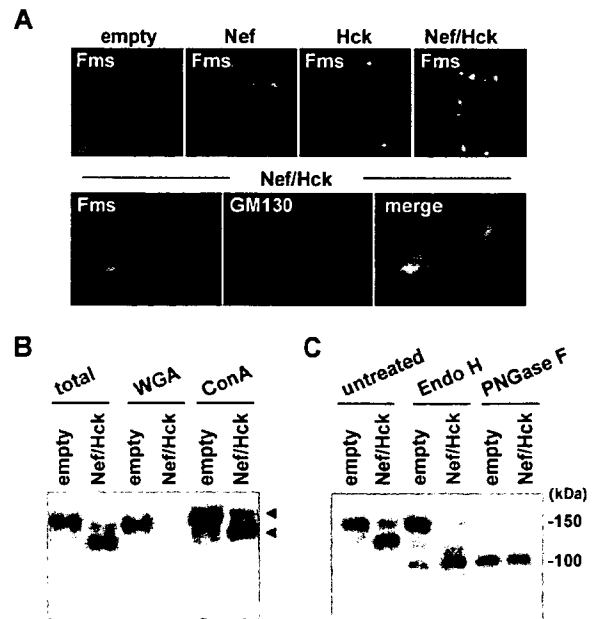 A
empty Nef Hck Nef/Hck
Fms Fms Fms Fms
Nef/Hck
Fms GM130 merge
B
total WGA ConA
empty Nef/Hck empty Nef/Hck empty Nef/Hck
C
untreated Endo H PNGase F
empty Nef/Hck empty Nef/Hck empty Nef/Hck
(kDa)
-150
-100